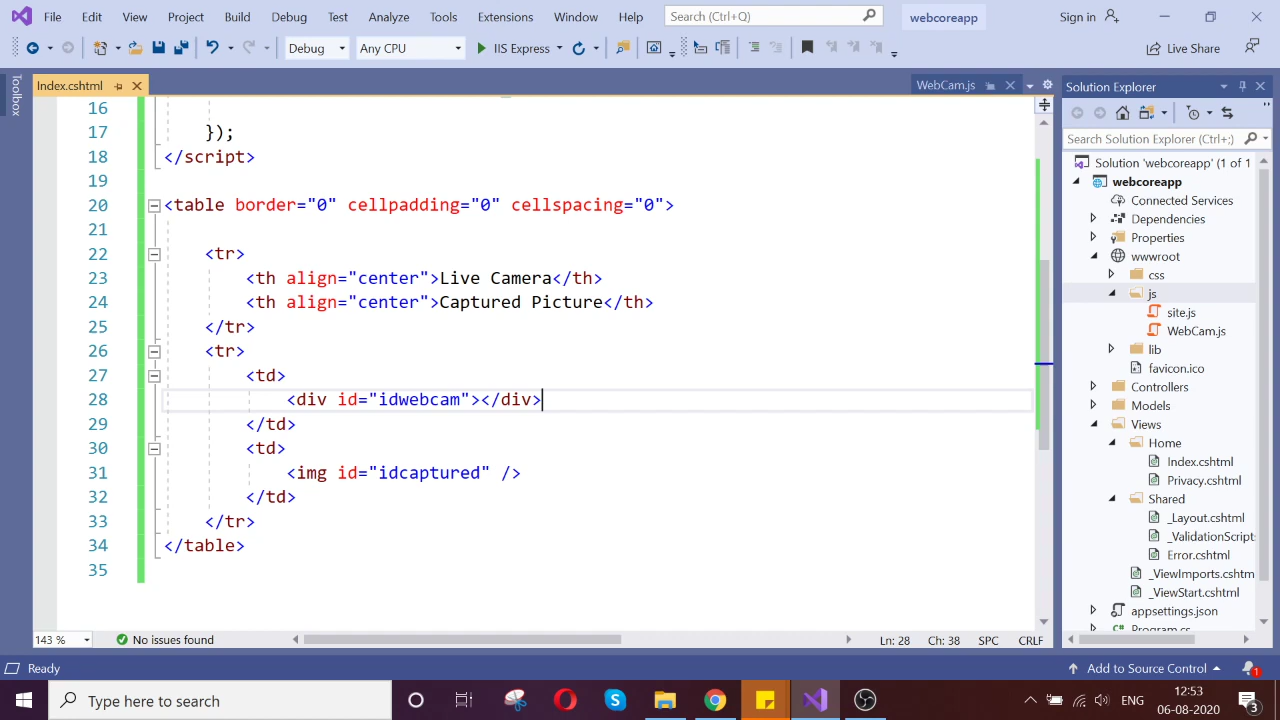 File Edit View Project Build Debug Test Analyze Tools Extensions Window Help Search (Ctrl+Q) webcoreapp Sign in
Debug Any CPU IIS Express Live Share
Toolbox
Index.cshtml WebCam.js
16
17 });
18 </script>
19
20 <table border="0" cellpadding="0" cellspacing="0">
21
22 <tr>
23 <th align="center">Live Camera</th>
24 <th align="center">Captured Picture</th>
25 </tr>
26 <tr>
27 <td>
28 <div id="idwebcam"></div>
29 </td>
30 <td>
31 <img id="idcaptured" />
32 </td>
33 </tr>
34 </table>
35
143 % No issues found Ln: 28 Ch: 38 SPC CRLF
Solution Explorer
Search Solution Explorer (Ctrl+;)
Solution 'webcoreapp' (1 of 1
webcoreapp
Connected Services
Dependencies
Properties
wwwroot
css
js
site.js
WebCam.js
lib
favicon.ico
Controllers
Models
Views
Home
Index.cshtml
Privacy.cshtml
Shared
_Layout.cshtml
_ValidationScripts
Error.cshtml
_ViewImports.cshtm
_ViewStart.cshtml
appsettings.json
Program.cs
Ready Add to Source Control 1
Type here to search ENG 12:53
06-08-2020 3